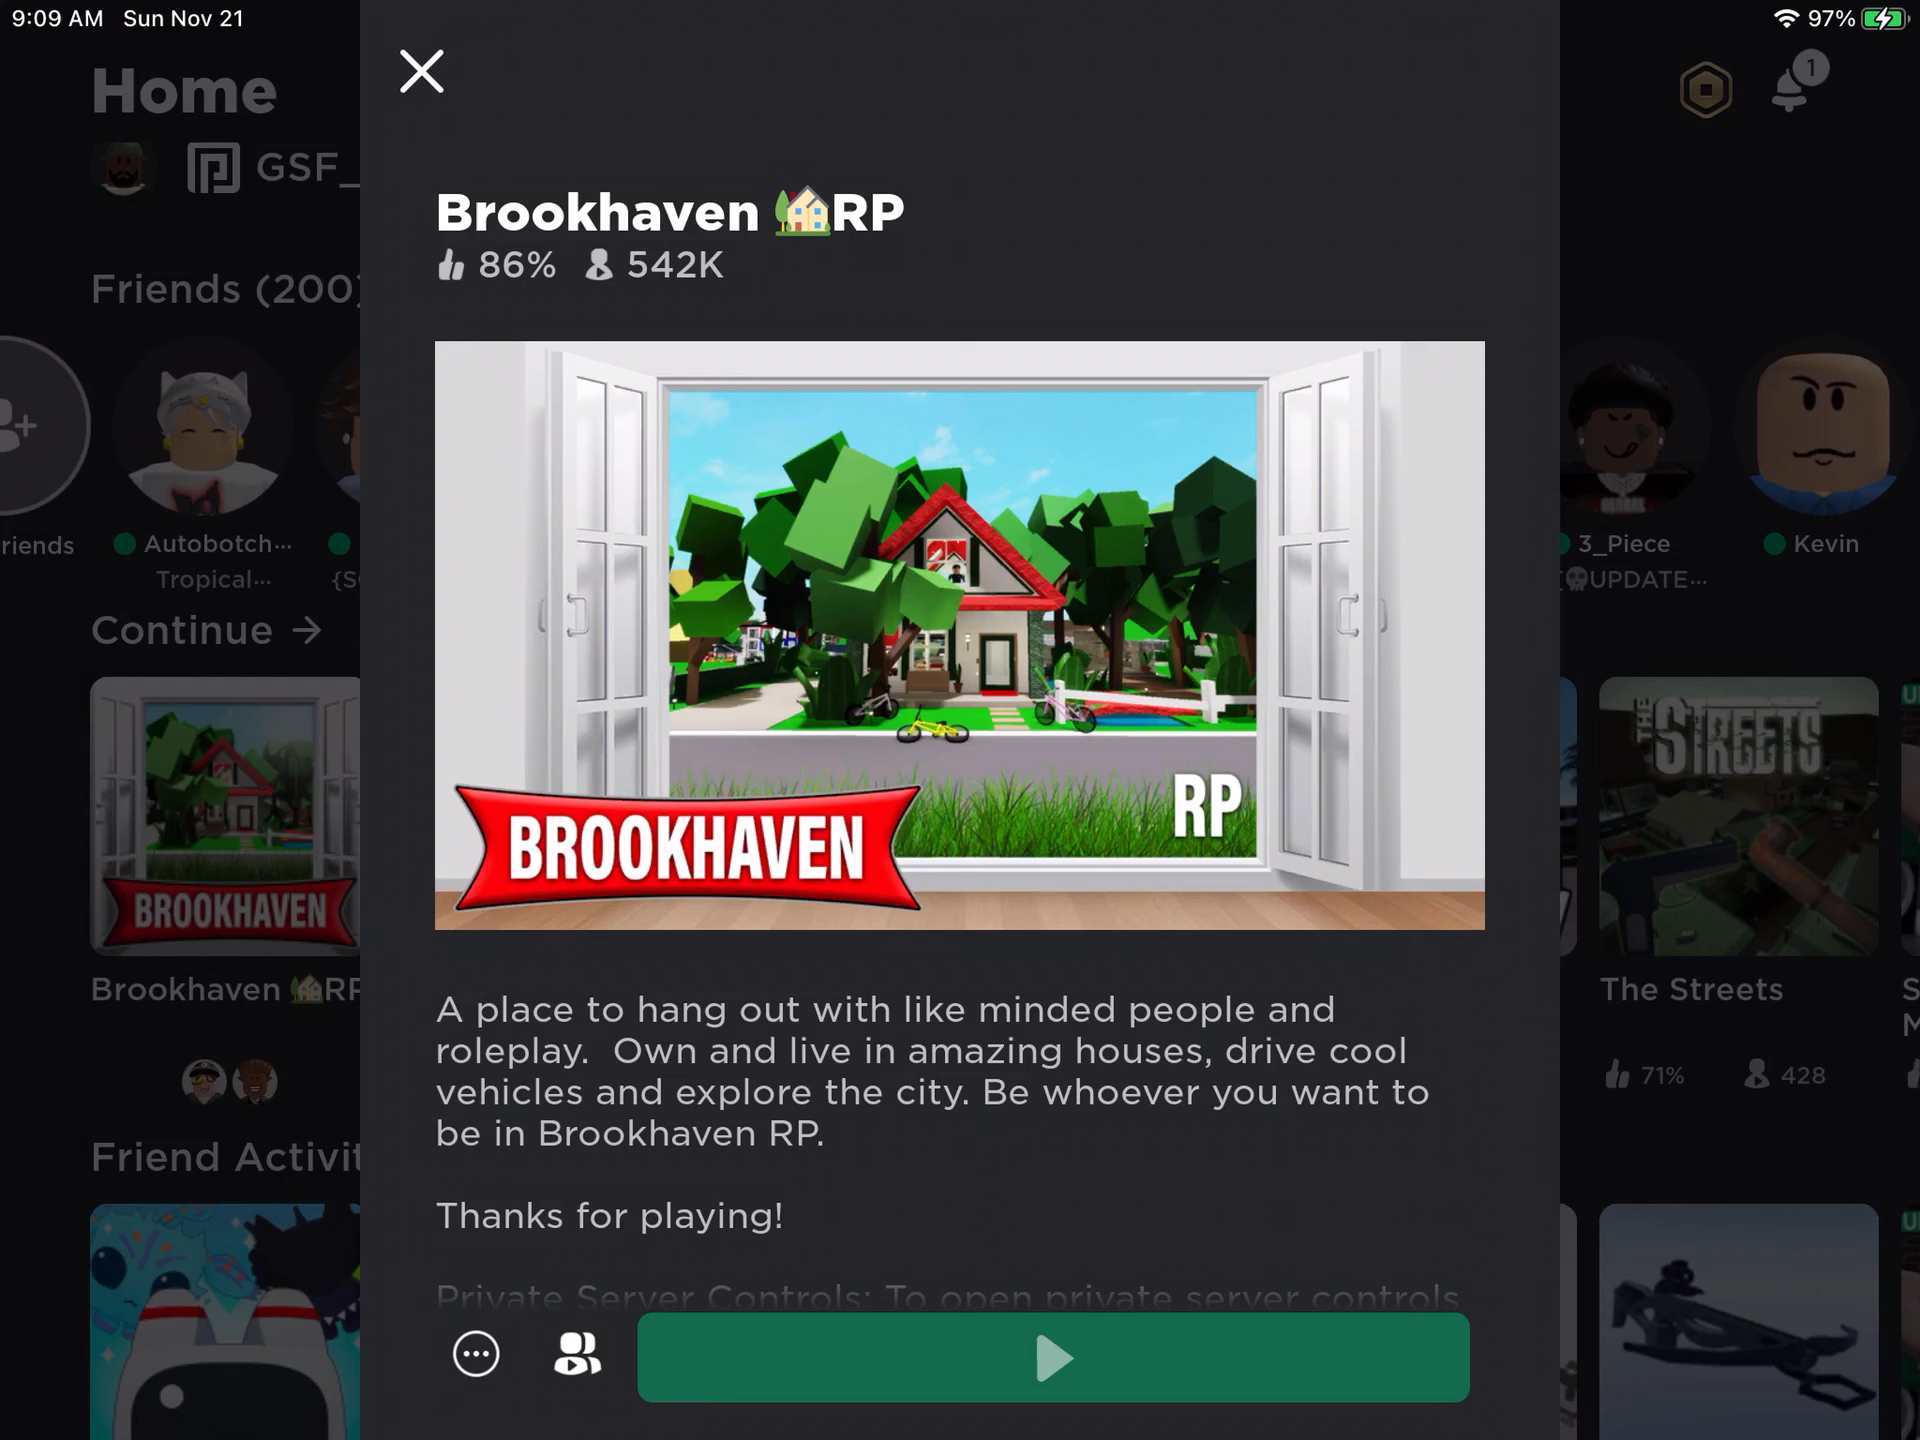 9:09 AM Sun Nov 21
97%
Home
1
GSF_
Brookhaven 🏡RP
86% 542K
Friends (200)
BROOKHAVEN
RP
riends
Autobotch...
Tropical...
3_Piece
UPDATE...
Kevin
Continue →
BROOKHAVEN
THE STREETS
Brookhaven 🏡RP
The Streets
71% 428
A place to hang out with like minded people and
roleplay.  Own and live in amazing houses, drive cool
vehicles and explore the city. Be whoever you want to
be in Brookhaven RP.
Thanks for playing!
Private Server Controls: To open private server controls
Friend Activit